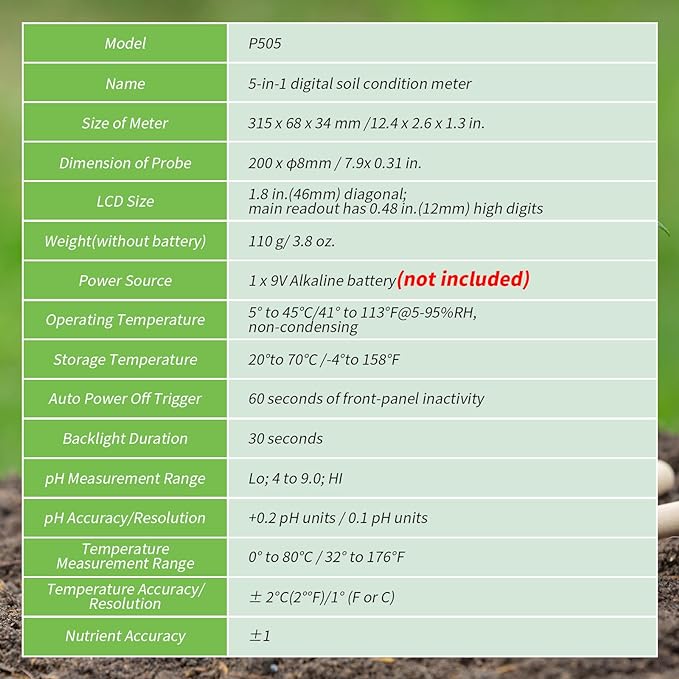 Model P505
Name 5-in-1 digital soil condition meter
Size of Meter 315 x 68 x 34 mm /12.4 x 2.6 x 1.3 in.
Dimension of Probe 200 x φ8mm / 7.9x 0.31 in.
LCD Size 1.8 in.(46mm) diagonal;
main readout has 0.48 in.(12mm) high digits
Weight(without battery) 110 g/ 3.8 oz.
Power Source 1 x 9V Alkaline battery(not included)
Operating Temperature 5° to 45°C/41° to 113°F@5-95%RH,
non-condensing
Storage Temperature 20°to 70°C /-4°to 158°F
Auto Power Off Trigger 60 seconds of front-panel inactivity
Backlight Duration 30 seconds
pH Measurement Range Lo; 4 to 9.0; HI
pH Accuracy/Resolution +0.2 pH units / 0.1 pH units
Temperature
Measurement Range 0° to 80°C / 32° to 176°F
Temperature Accuracy/
Resolution ± 2°C(2°°F)/1° (F or C)
Nutrient Accuracy ±1